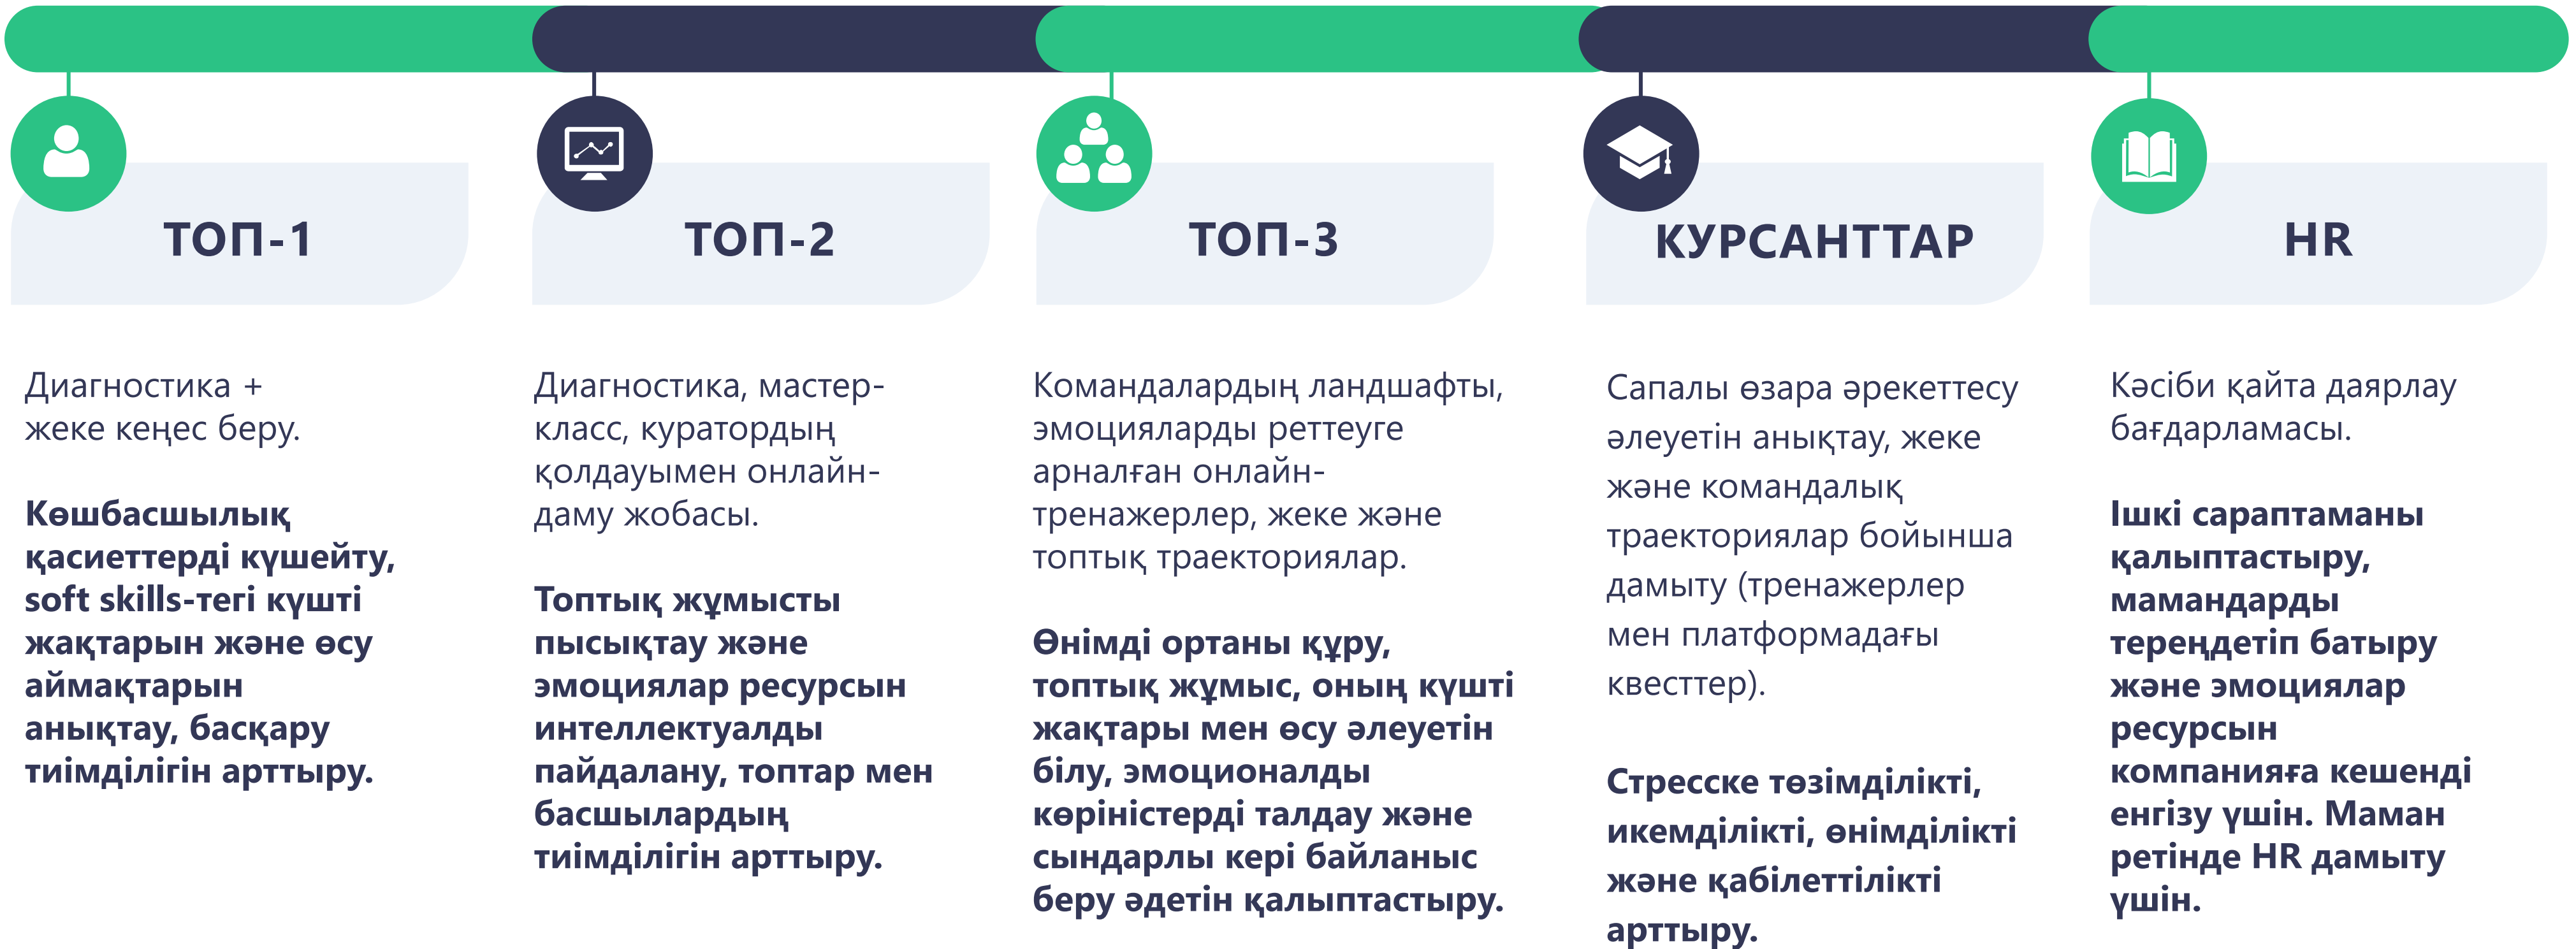 ТОП-1
Диагностика +
жеке кеңес беру.
Көшбасшылық
қасиеттерді күшейту,
soft skills-тегі күшті
жақтарын және өсу
аймақтарын
анықтау, басқару
тиімділігін арттыру.
ТОП-2
Диагностика, мастер-
класс, куратордың
қолдауымен онлайн-
даму жобасы.
Топтық жұмысты
пысықтау және
эмоциялар ресурсын
интеллектуалды
пайдалану, топтар мен
басшылардың
тиімділігін арттыру.
ТОП-3
Командалардың ландшафты,
эмоцияларды реттеуге
арналған онлайн-
тренажерлер, жеке және
топтық траекториялар.
Өнімді ортаны құру,
топтық жұмыс, оның күшті
жақтары мен өсу әлеуетін
білу, эмоционалды
көріністерді талдау және
сындарлы кері байланыс
беру әдетін қалыптастыру.
КУРСАНТТАР
Сапалы өзара әрекеттесу
әлеуетін анықтау, жеке
және командалық
траекториялар бойынша
дамыту (тренажерлер
мен платформадағы
квесттер).
Стресске төзімділікті,
икемділікті, өнімділікті
және қабілеттілікті
арттыру.
HR
Кәсіби қайта даярлау
бағдарламасы.
Ішкі сараптаманы
қалыптастыру,
мамандарды
тереңдетіп батыру
және эмоциялар
ресурсын
компанияға кешенді
енгізу үшін. Маман
ретінде HR дамыту
үшін.